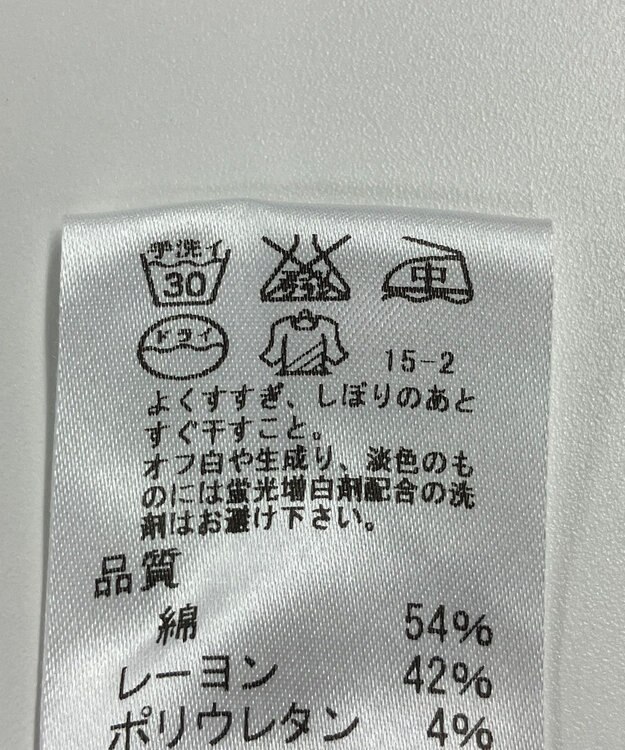 手洗イ
30
中
ドライ
15-2
よくすすぎ、しぼりのあと
すぐ干すこと。
オフ白や生成り、淡色のも
のには蛍光増白剤配合の洗
剤はお避け下さい。
品質
綿 54%
レーヨン 42%
ポリウレタン 4%